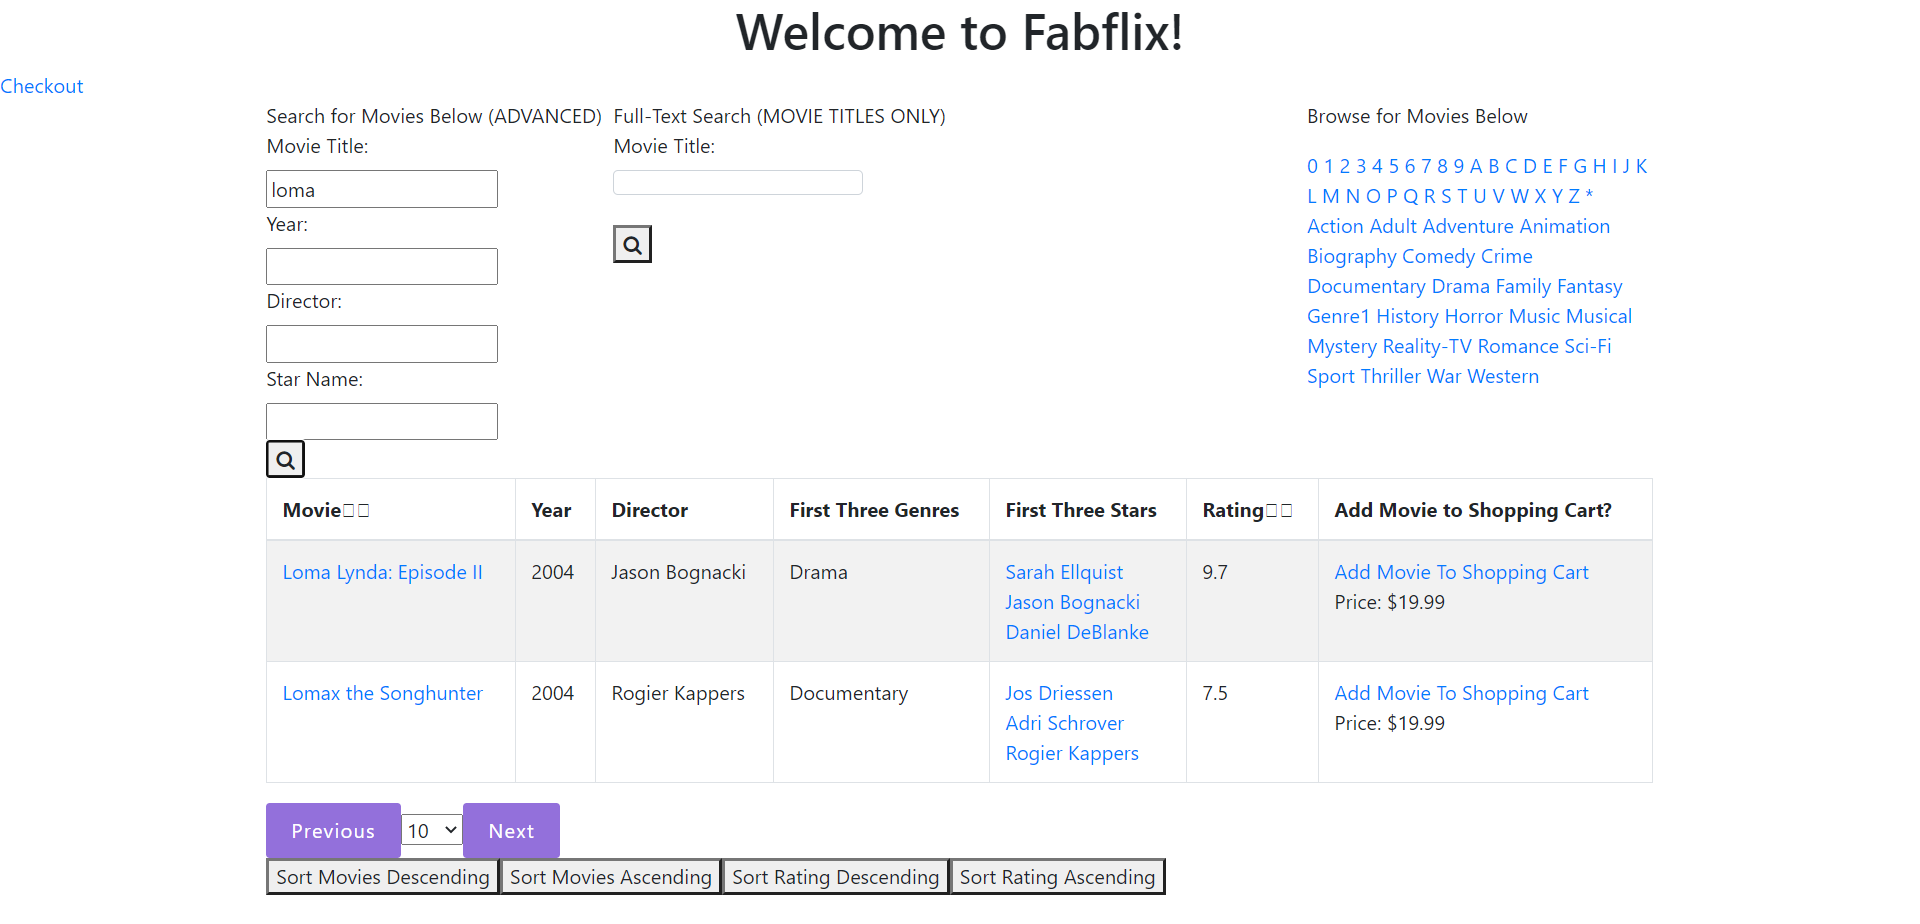 Welcome to Fabflix!
Checkout
Search for Movies Below (ADVANCED)
Movie Title:
loma
Year:
Director:
Star Name:
Full-Text Search (MOVIE TITLES ONLY)
Movie Title:
Browse for Movies Below
0 1 2 3 4 5 6 7 8 9 A B C D E F G H I J K
L M N O P Q R S T U V W X Y Z *
Action Adult Adventure Animation
Biography Comedy Crime
Documentary Drama Family Fantasy
Genre1 History Horror Music Musical
Mystery Reality-TV Romance Sci-Fi
Sport Thriller War Western
Movie Year Director First Three Genres First Three Stars Rating Add Movie to Shopping Cart?
Loma Lynda: Episode II 2004 Jason Bognacki Drama Sarah Ellquist 9.7 Add Movie To Shopping Cart
Jason Bognacki Price: $19.99
Daniel DeBlanke
Lomax the Songhunter 2004 Rogier Kappers Documentary Jos Driessen 7.5 Add Movie To Shopping Cart
Adri Schrover Price: $19.99
Rogier Kappers
Previous 10 Next
Sort Movies Descending Sort Movies Ascending Sort Rating Descending Sort Rating Ascending